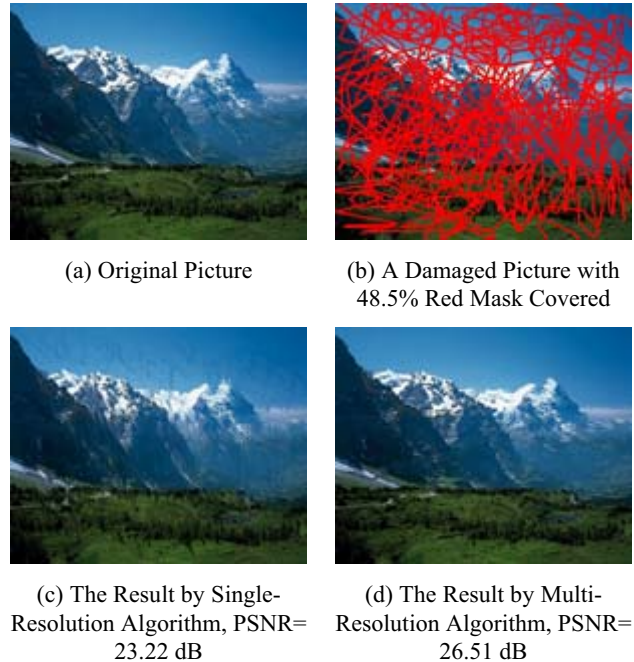 (a) Original Picture
(b) A Damaged Picture with
48.5% Red Mask Covered
(c) The Result by Single-
Resolution Algorithm, PSNR=
23.22 dB
(d) The Result by Multi-
Resolution Algorithm, PSNR=
26.51 dB